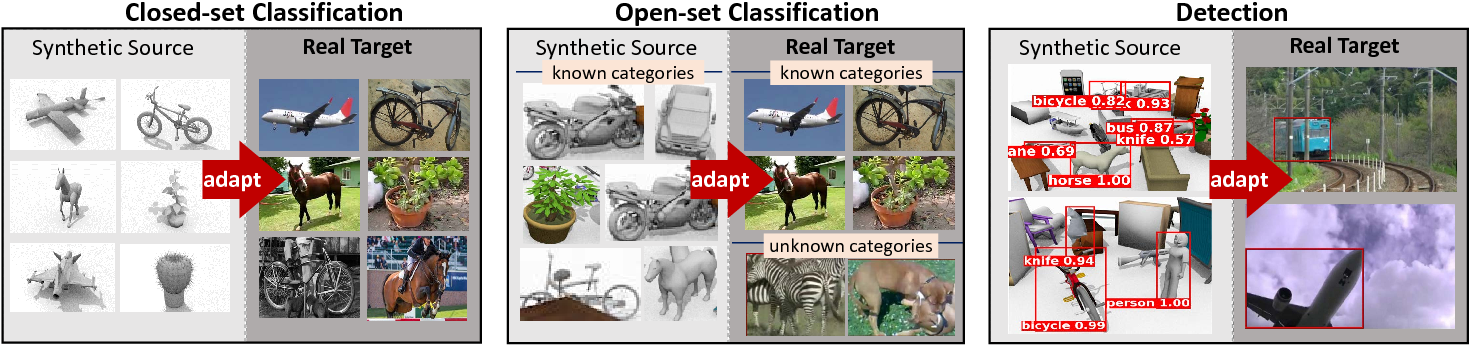 Closed-set Classification
Synthetic Source
Real Target
adapt
Open-set Classification
Synthetic Source
Real Target
known categories
known categories
adapt
unknown categories
Detection
Synthetic Source
Real Target
bicycle 0.82
k 0.93
bus 0.87
knife 0.57
ane 0.69
horse 1.00
adapt
knife 0.94
person 1.00
bicycle 0.99